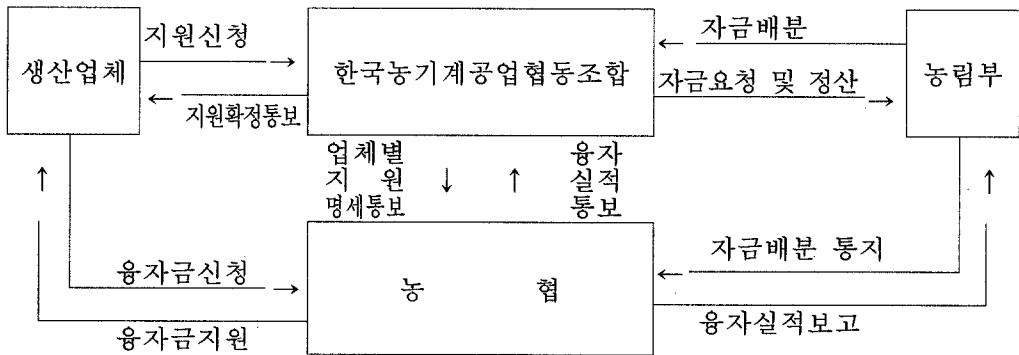 지원신청
자금배분
생산업체
한국농기계공업협동조합
농림부
지원확정통보
자금요청 및 정산
업체별
지 원
명세통보
융자
실적
통보
융자금신청
농 협
자금배분 통지
융자금지원
융자실적보고